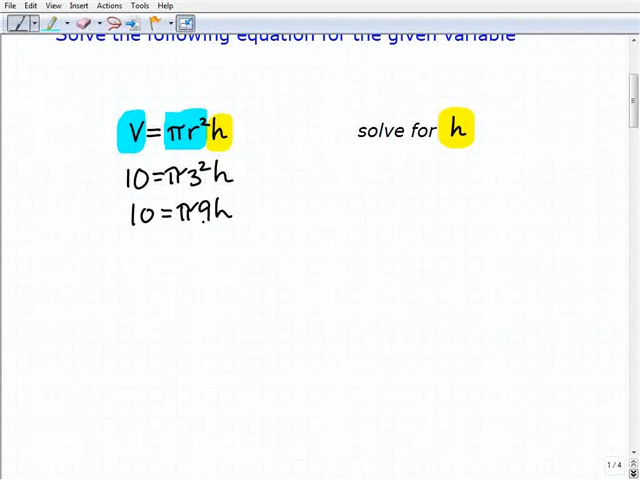 File Edit View Insert Actions Tools Help
Solve the following equation for the given variable
V = πr²h
solve for h
10 = π3²h
10 = π9h
1/4